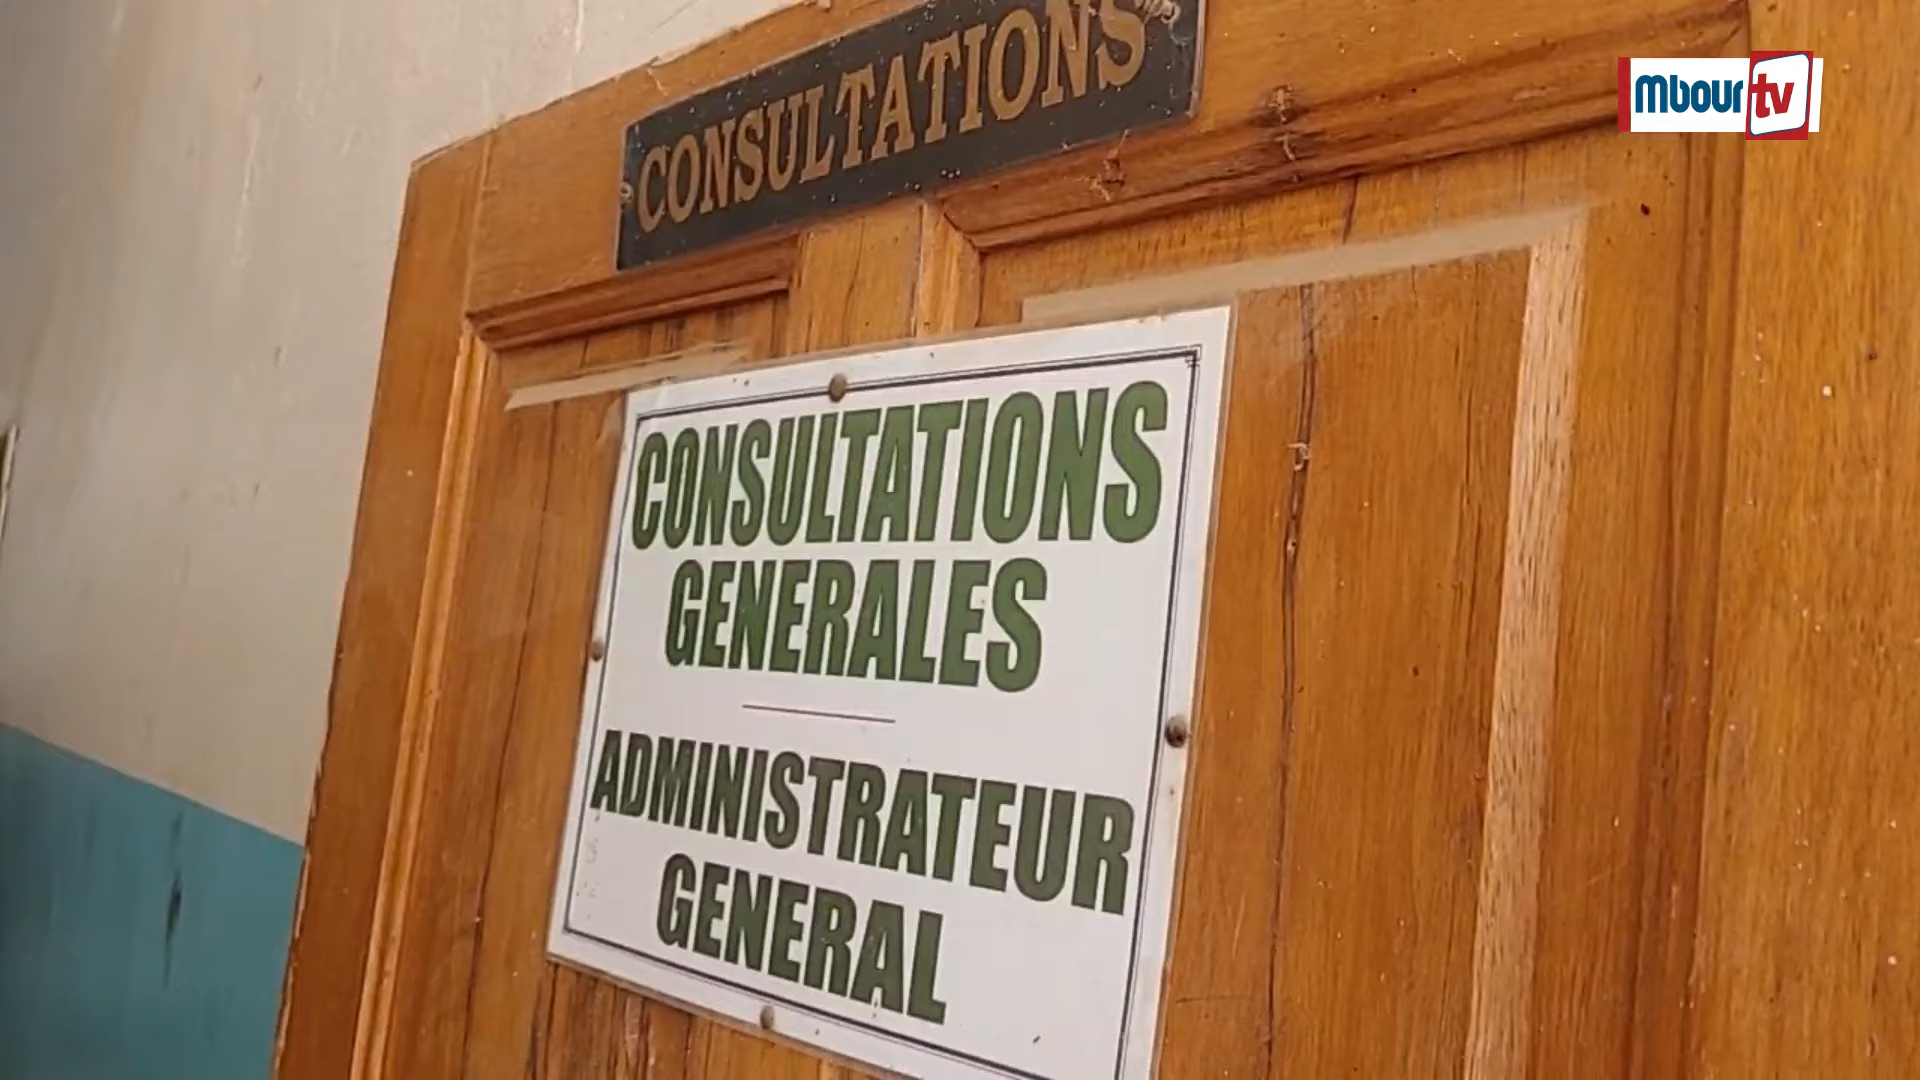 CONSULTATIONS
Mbour tv
CONSULTATIONS
GENERALES
ADMINISTRATEUR
GENERAL